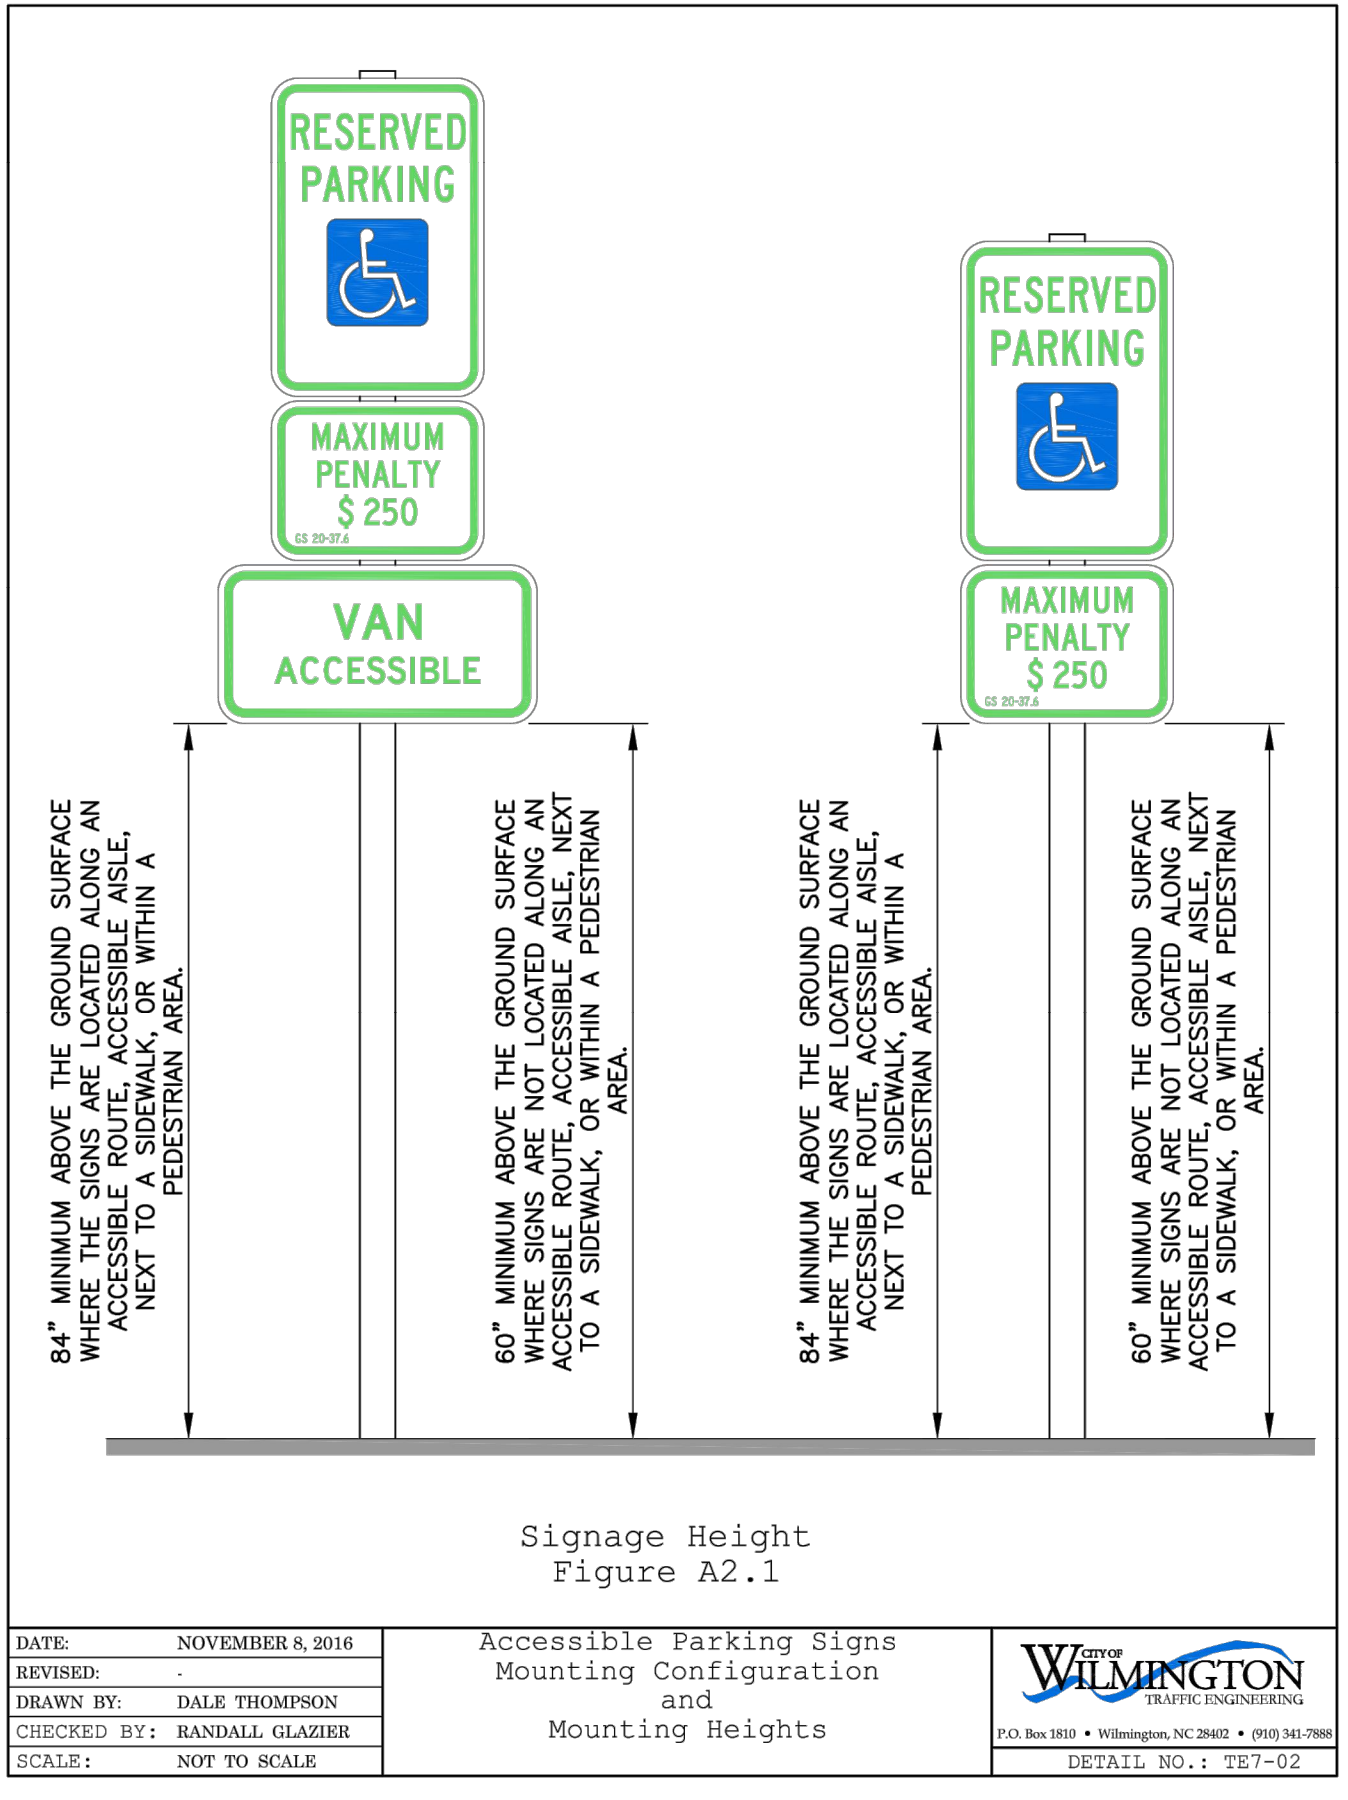 RESERVED
PARKING
MAXIMUM
PENALTY
$ 250
GS 20-37.6
VAN
ACCESSIBLE
RESERVED
PARKING
MAXIMUM
PENALTY
$ 250
GS 20-37.6
84” MINIMUM ABOVE THE GROUND SURFACE
WHERE THE SIGNS ARE LOCATED ALONG AN
ACCESSIBLE ROUTE, ACCESSIBLE AISLE,
NEXT TO A SIDEWALK, OR WITHIN A
PEDESTRIAN AREA.
60” MINIMUM ABOVE THE GROUND SURFACE
WHERE SIGNS ARE NOT LOCATED ALONG AN
ACCESSIBLE ROUTE, ACCESSIBLE AISLE, NEXT
TO A SIDEWALK, OR WITHIN A PEDESTRIAN
AREA.
84” MINIMUM ABOVE THE GROUND SURFACE
WHERE THE SIGNS ARE LOCATED ALONG AN
ACCESSIBLE ROUTE, ACCESSIBLE AISLE,
NEXT TO A SIDEWALK, OR WITHIN A
PEDESTRIAN AREA.
60” MINIMUM ABOVE THE GROUND SURFACE
WHERE SIGNS ARE NOT LOCATED ALONG AN
ACCESSIBLE ROUTE, ACCESSIBLE AISLE, NEXT
TO A SIDEWALK, OR WITHIN A PEDESTRIAN
AREA.
Signage Height
Figure A2.1
DATE: NOVEMBER 8, 2016
REVISED: -
DRAWN BY: DALE THOMPSON
CHECKED BY: RANDALL GLAZIER
SCALE: NOT TO SCALE
Accessible Parking Signs
Mounting Configuration
and
Mounting Heights
CITY OF
WILMINGTON
TRAFFIC ENGINEERING
P.O. Box 1810 • Wilmington, NC 28402 • (910) 341-7888
DETAIL NO.: TE7-02